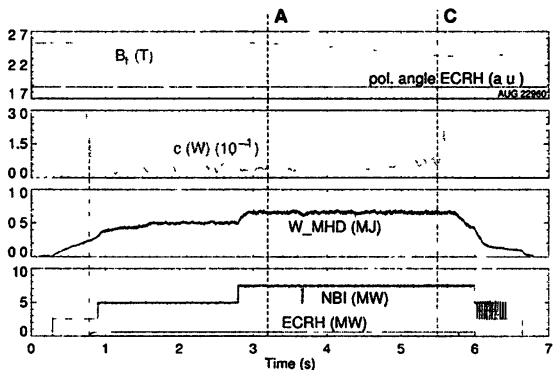 A C
2 7
B_t (T)
2 2
pol. angle ECRH (a u )
1 7
AUG 22960
3 0
c (W) (10⁻¹)
1 5
0 0
1 0
0 5
W_MHD (MJ)
0 0
10
NBI (MW)
5
ECRH (MW)
0
0 1 2 3 4 5 6 7
Time (s)